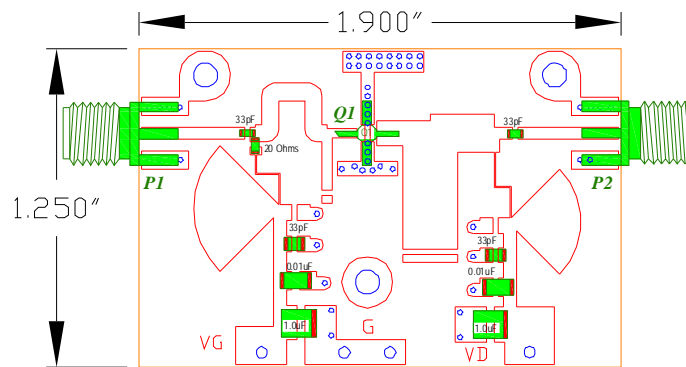 1.900"
Q1
33pF
33pF
Q1
20 Ohms
P1
P2
1.250"
33pF
33pF
0.01uF
0.01uF
1.0uF
G
1.0uF
VG
VD